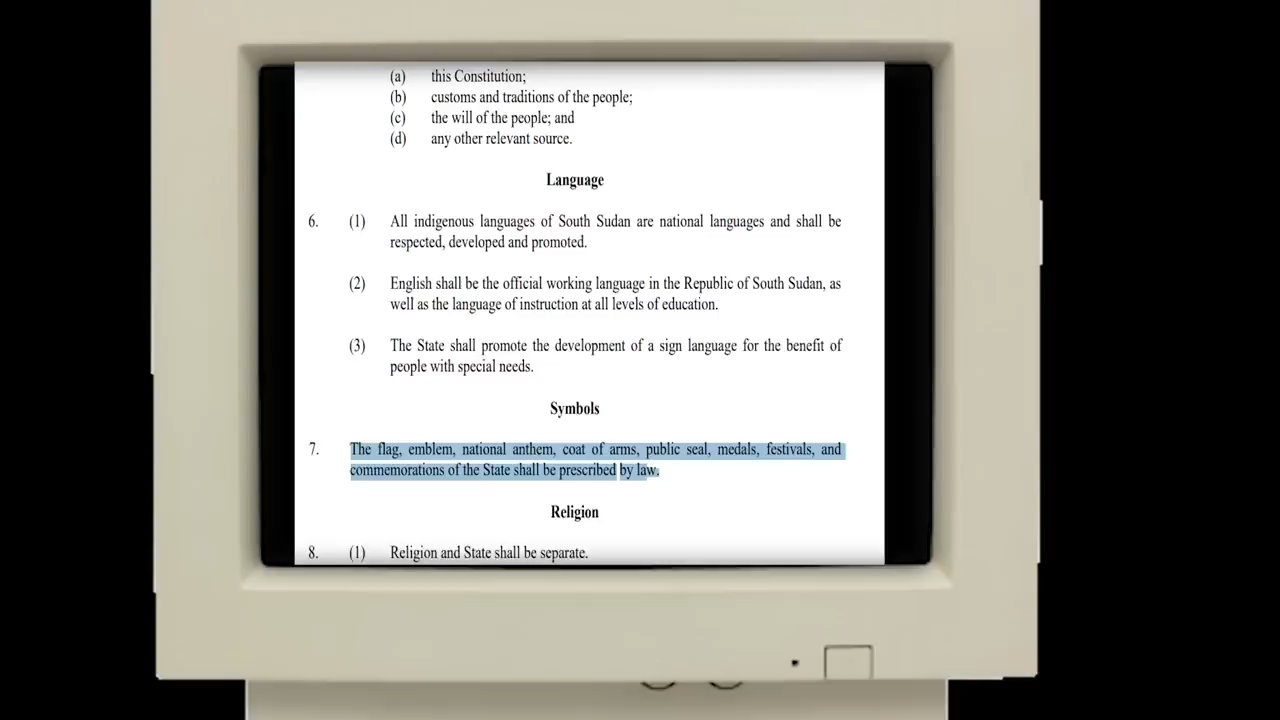 (a) this Constitution;
(b) customs and traditions of the people;
(c) the will of the people; and
(d) any other relevant source.
Language
6. (1) All indigenous languages of South Sudan are national languages and shall be
respected, developed and promoted.
(2) English shall be the official working language in the Republic of South Sudan, as
well as the language of instruction at all levels of education.
(3) The State shall promote the development of a sign language for the benefit of
people with special needs.
Symbols
7. The flag, emblem, national anthem, coat of arms, public seal, medals, festivals, and
commemorations of the State shall be prescribed by law.
Religion
8. (1) Religion and State shall be separate.